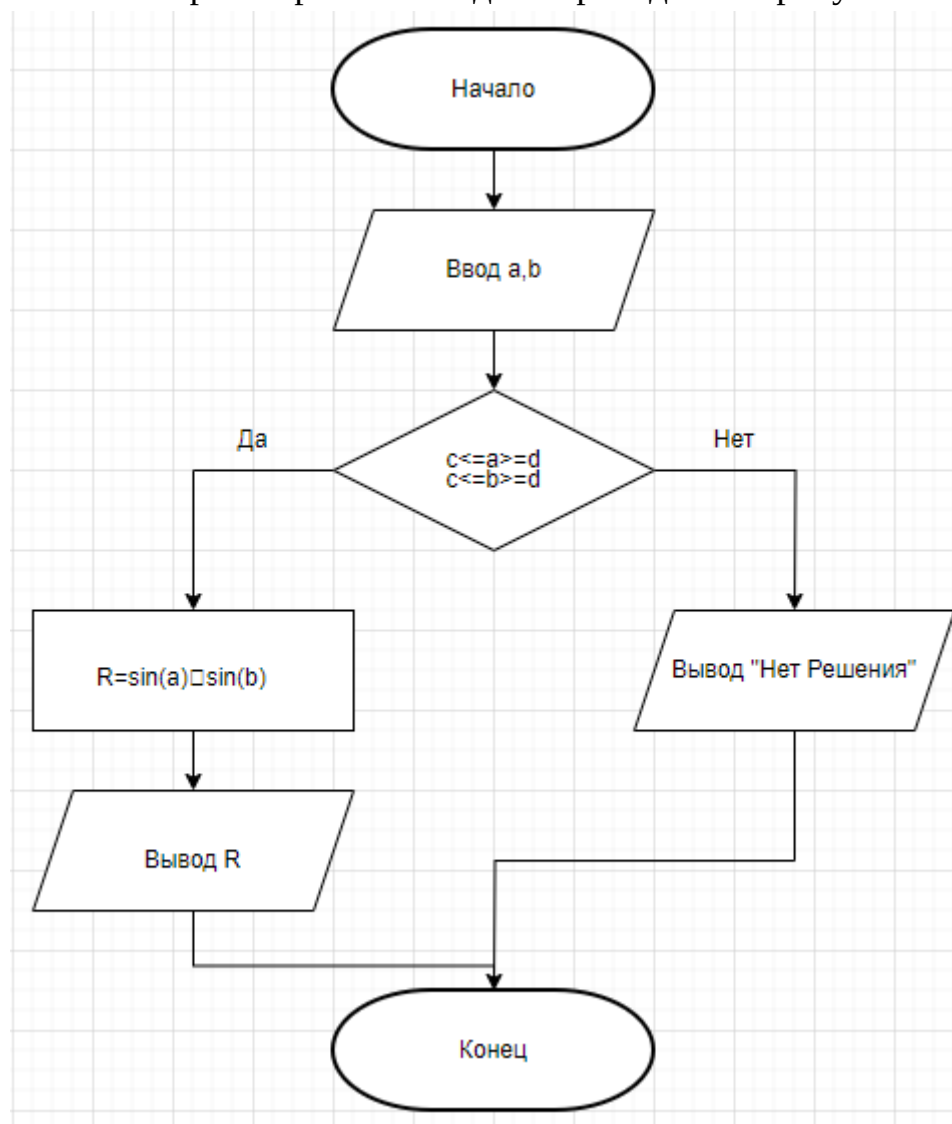 Начало
Ввод a,b
Да
Нет
c<=a>=d
c<=b>=d
R=sin(a)□sin(b)
Вывод "Нет Решения"
Вывод R
Конец